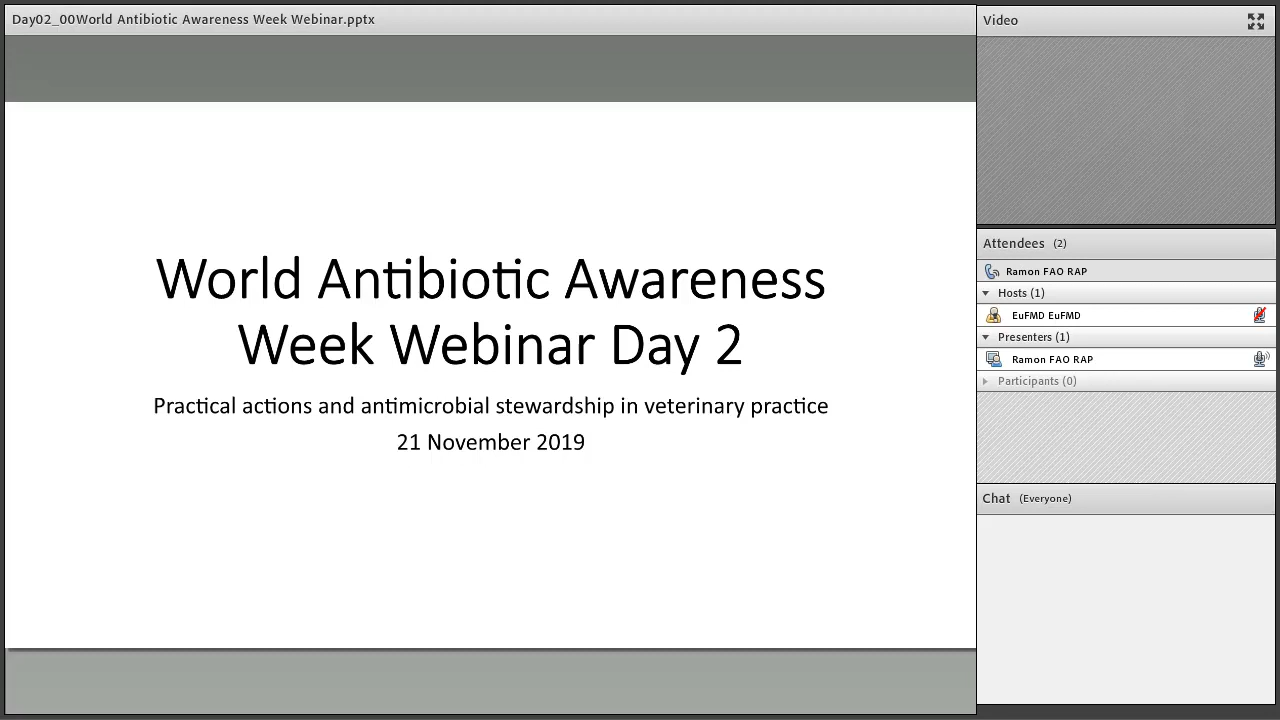 Day02_00World Antibiotic Awareness Week Webinar.pptx
World Antibiotic Awareness
Week Webinar Day 2
Practical actions and antimicrobial stewardship in veterinary practice
21 November 2019
Video
Attendees (2)
Ramon FAO RAP
Hosts (1)
EuFMD EuFMD
Presenters (1)
Ramon FAO RAP
Participants (0)
Chat (Everyone)